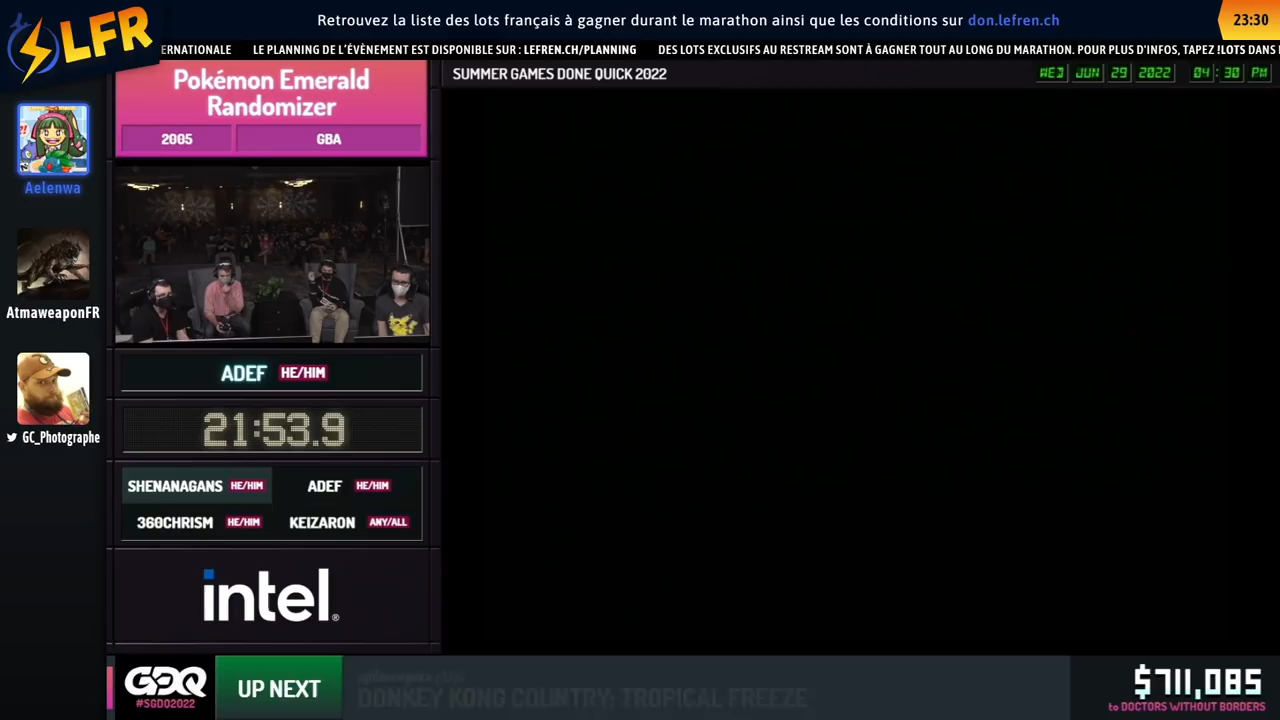 LFR
Retrouvez la liste des lots français à gagner durant le marathon ainsi que les conditions sur don.lefren.ch
23:30
ERNATIONALE LE PLANNING DE L'ÉVÈNEMENT EST DISPONIBLE SUR : LEFREN.CH/PLANNING DES LOTS EXCLUSIFS AU RESTREAM SONT À GAGNER TOUT AU LONG DU MARATHON. POUR PLUS D'INFOS, TAPEZ !LOTS DANS
Pokémon Emerald
Randomizer
2005 GBA
SUMMER GAMES DONE QUICK 2022
WED JUN 29 2022 04:30 PM
Aelenwa
AtmaweaponFR
GC_Photographe
ADEF HE/HIM
21:53.9
SHENANAGANS HE/HIM ADEF HE/HIM
360CHRISM HE/HIM KEIZARON ANY/ALL
intel.
GDQ
#SGDQ2022
UP NEXT
DONKEY KONG COUNTRY: TROPICAL FREEZE
$711,085
to DOCTORS WITHOUT BORDERS